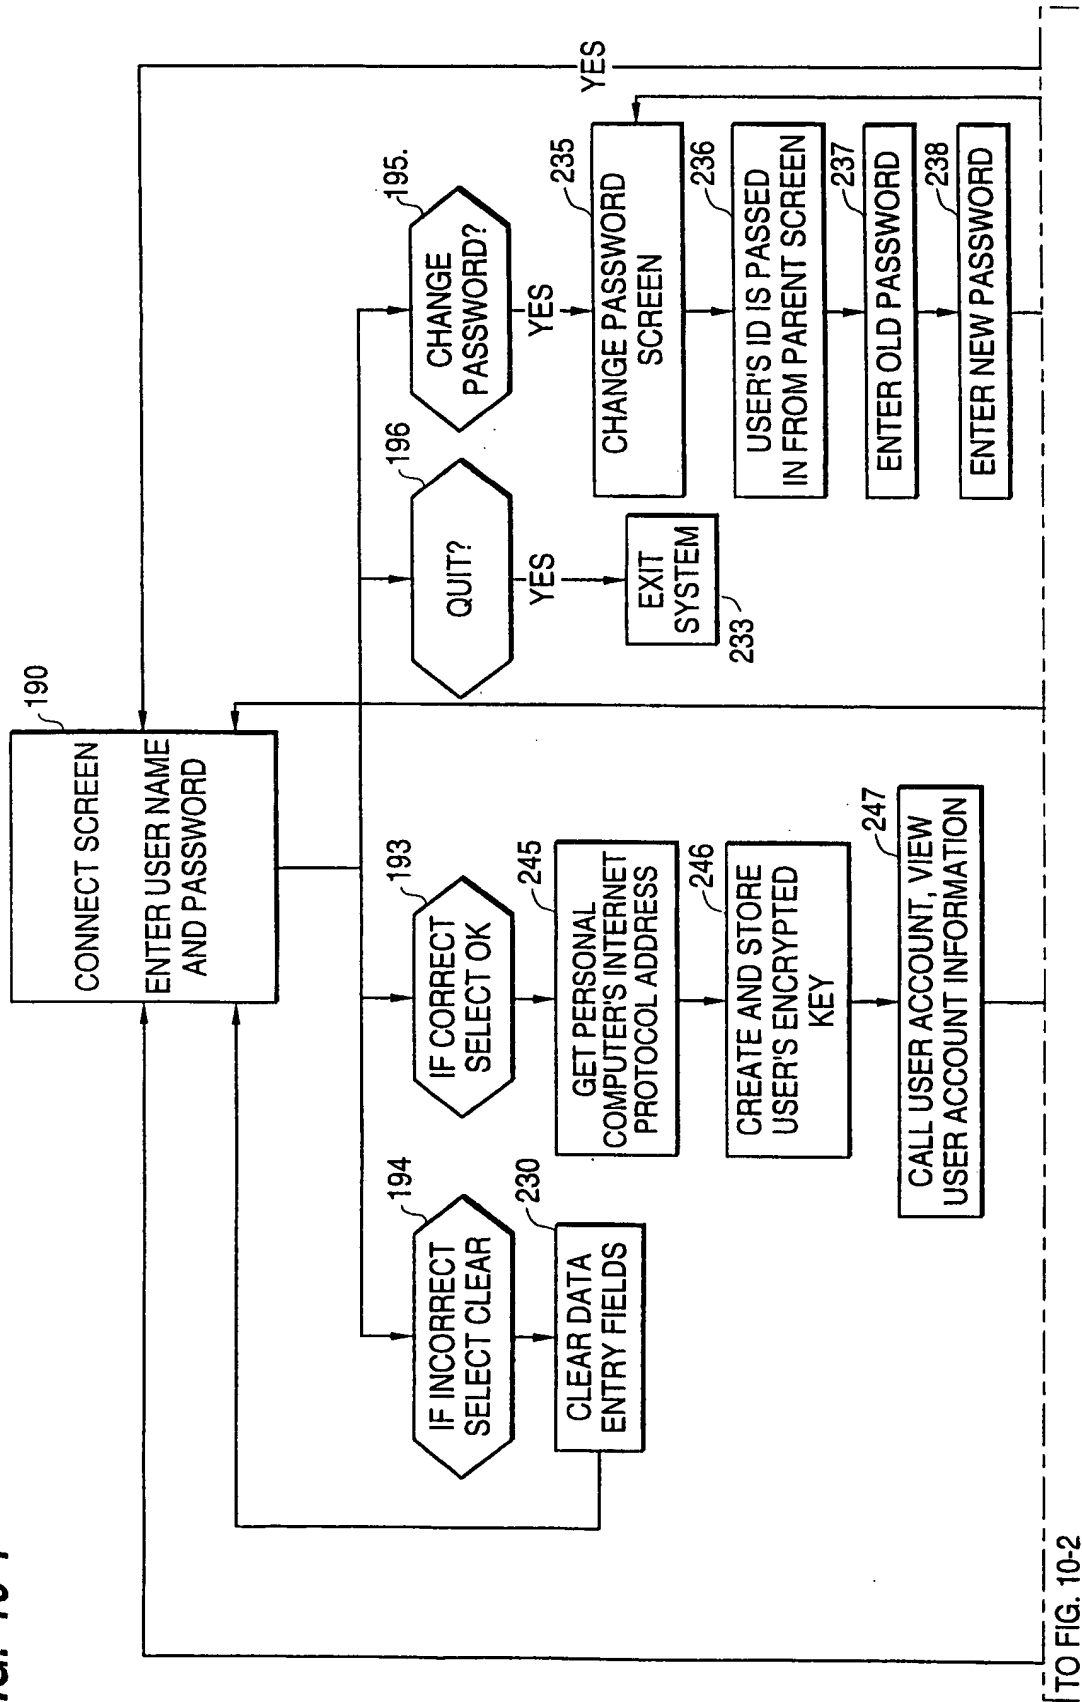 CONNECT SCREEN
ENTER USER NAME
AND PASSWORD
190
IF INCORRECT
SELECT CLEAR
194
IF CORRECT
SELECT OK
193
QUIT?
196
CHANGE
PASSWORD?
195.
CLEAR DATA
ENTRY FIELDS
230
GET PERSONAL
COMPUTER'S INTERNET
PROTOCOL ADDRESS
245
YES
EXIT
SYSTEM
233
YES
CHANGE PASSWORD
SCREEN
235
YES
CREATE AND STORE
USER'S ENCRYPTED
KEY
246
USER'S ID IS PASSED
IN FROM PARENT SCREEN
236
CALL USER ACCOUNT, VIEW
USER ACCOUNT INFORMATION
247
ENTER OLD PASSWORD
237
ENTER NEW PASSWORD
238
TO FIG. 10-2